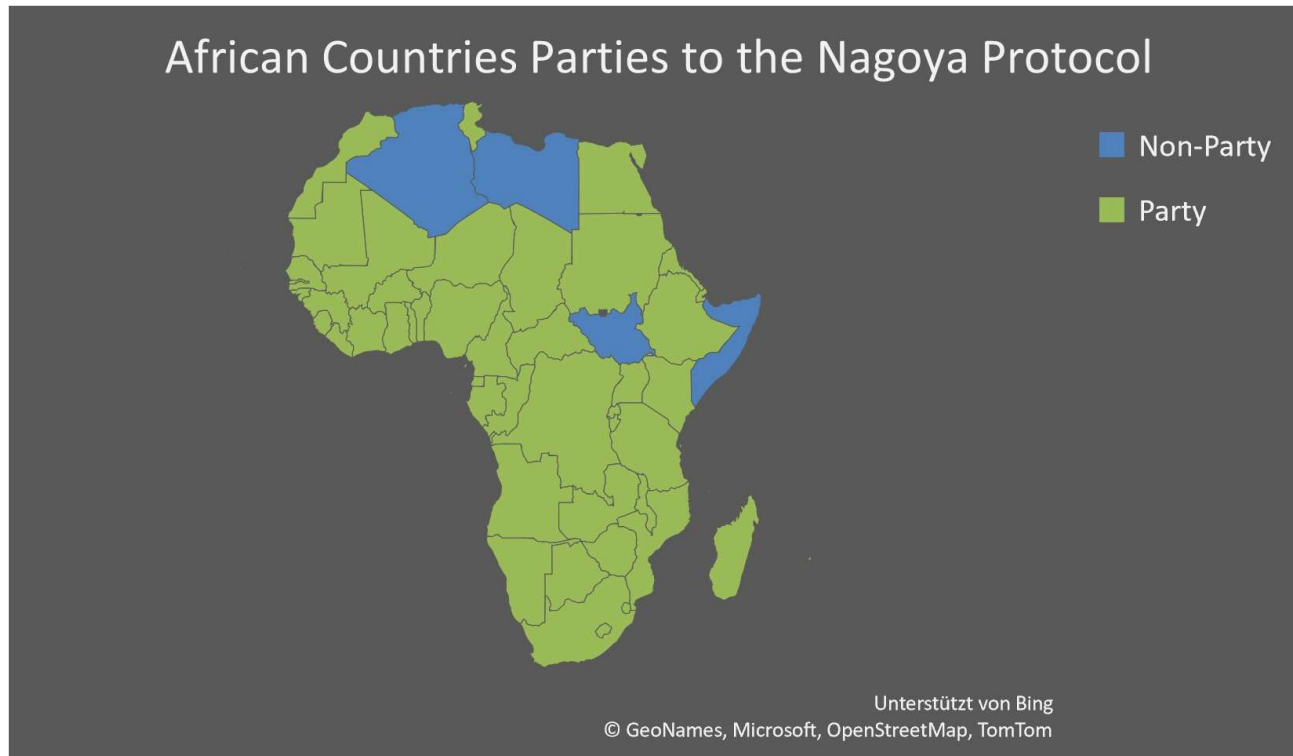 African Countries Parties to the Nagoya Protocol
Non-Party
Party
Unterstützt von Bing
© GeoNames, Microsoft, OpenStreetMap, TomTom